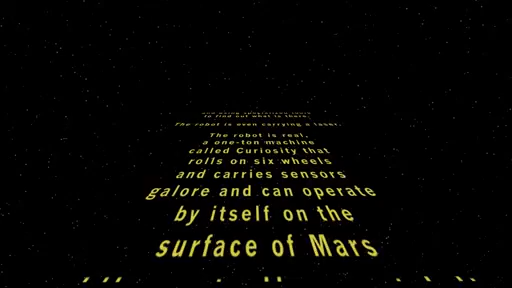 to find out what is there.
The robot is even carrying a laser.
The robot is real,
a one-ton machine
called Curiosity that
rolls on six wheels
and carries sensors
galore and can operate
by itself on the
surface of Mars